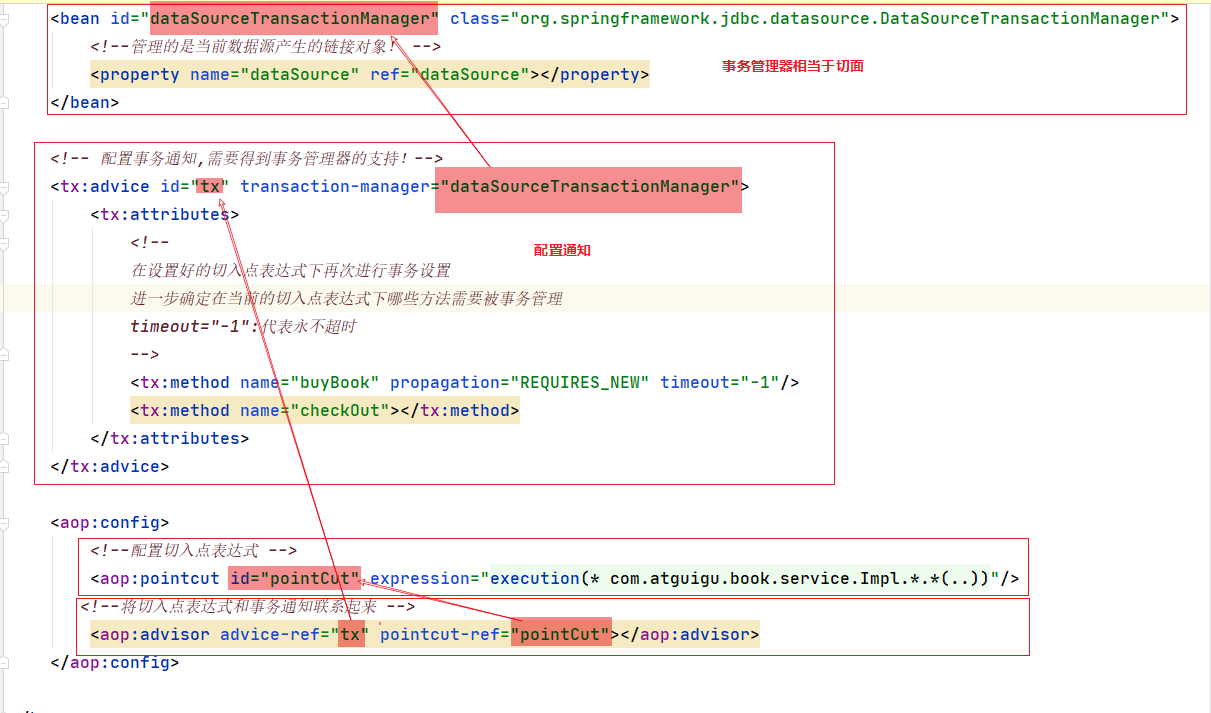 <bean id="dataSourceTransactionManager" class="org.springframework.jdbc.datasource.DataSourceTransactionManager">
<!--管理的是当前数据源产生的链接对象! -->
<property name="dataSource" ref="dataSource"></property>
事务管理器相当于切面
</bean>
<!-- 配置事务通知,需要得到事务管理器的支持! -->
<tx:advice id="tx" transaction-manager="dataSourceTransactionManager">
<tx:attributes>
<!--
配置通知
在设置好的切入点表达式下再次进行事务设置
进一步确定在当前的切入点表达式下哪些方法需要被事务管理
timeout="-1":代表永不超时
-->
<tx:method name="buyBook" propagation="REQUIRES_NEW" timeout="-1"/>
<tx:method name="checkOut"></tx:method>
</tx:attributes>
</tx:advice>
<aop:config>
<!--配置切入点表达式 -->
<aop:pointcut id="pointCut" expression="execution(* com.atguigu.book.service.Impl.*.*(..))"/>
<!--将切入点表达式和事务通知联系起来 -->
<aop:advisor advice-ref="tx" pointcut-ref="pointCut"></aop:advisor>
</aop:config>